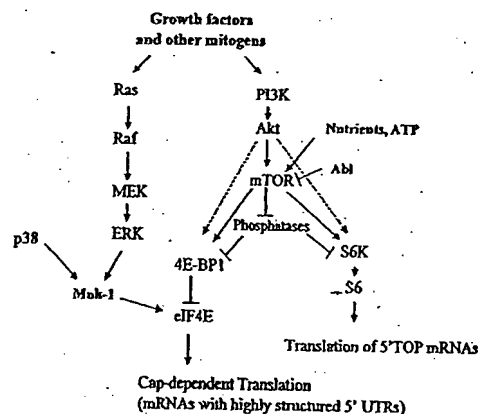 Growth factors
and other mitogens
Ras
PI3K
Raf
Akt
Nutrients, ATP
MEK
mTOR
Abl
ERK
Phosphatases
p38
4E-BP1
S6K
Mnk-1
eIF4E
S6
Translation of 5'TOP mRNAs
Cap-dependent Translation
(mRNAs with highly structured 5' UTRs)